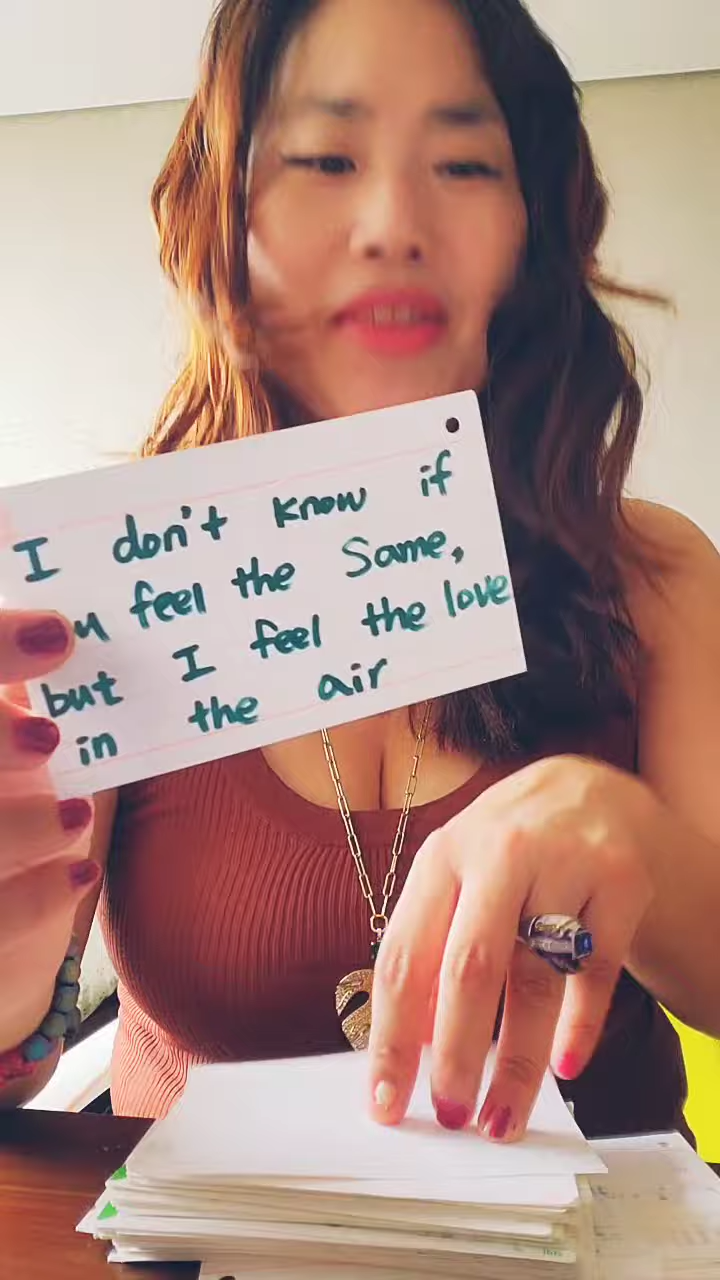 I don't know if
u feel the same,
but I feel the love
in the air